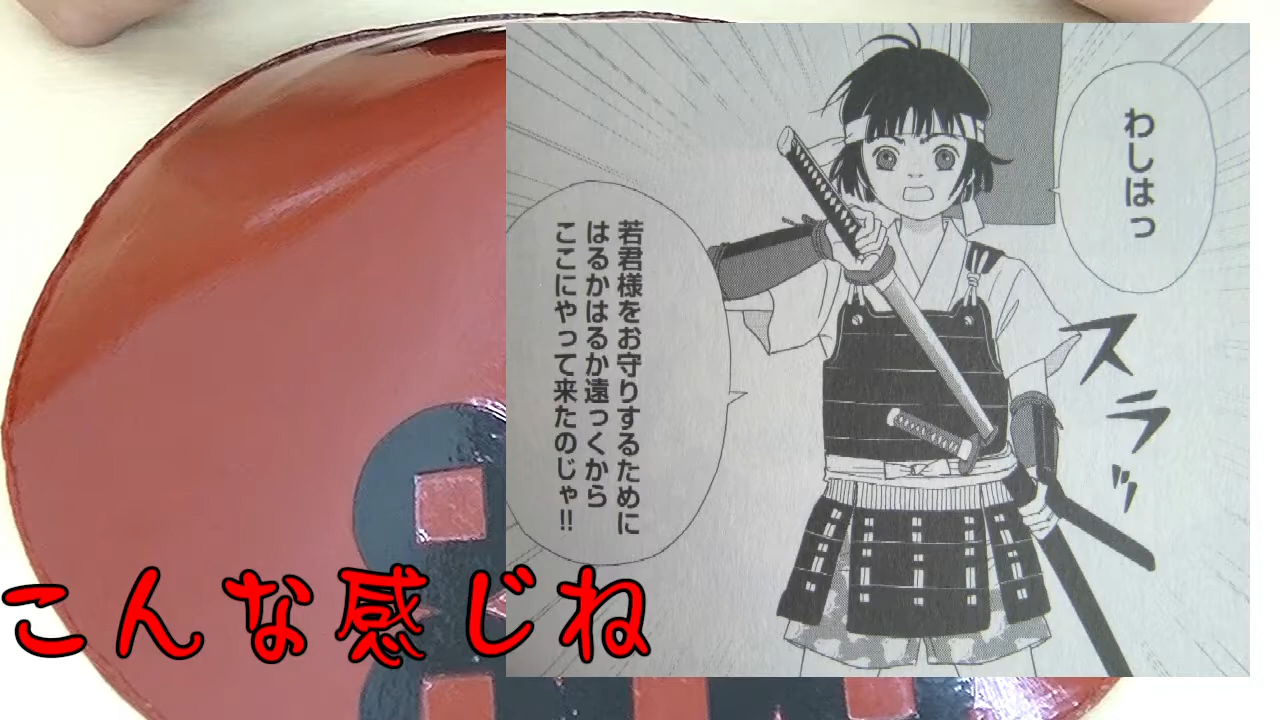 わしはっ
スラッ
若君様をお守りするために
はるかはるか遠っくから
ここにやって来たのじゃ!!
こんな感じね